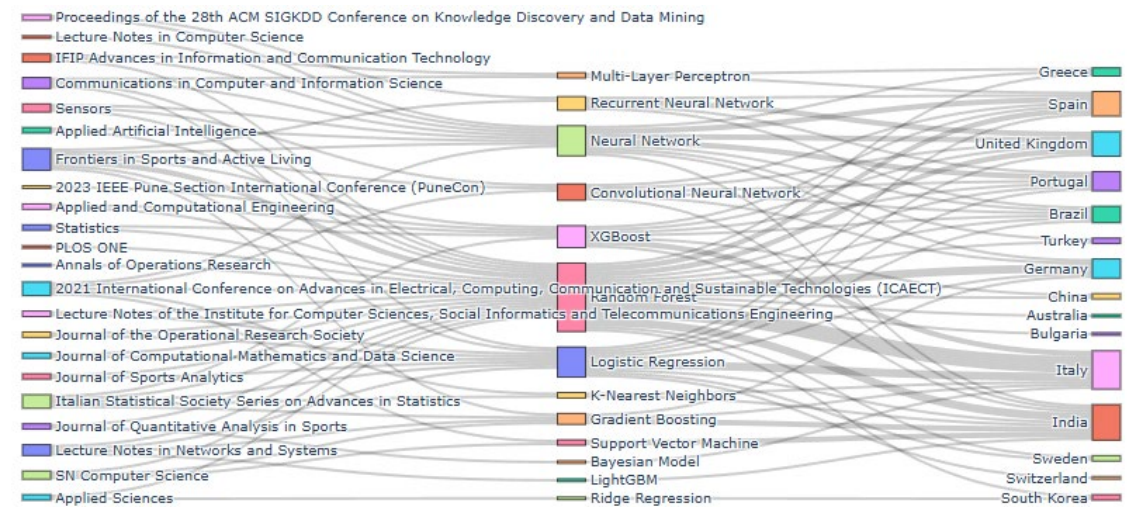 Proceedings of the 28th ACM SIGKDD Conference on Knowledge Discovery and Data Mining
Lecture Notes in Computer Science
IFIP Advances in Information and Communication Technology
Communications in Computer and Information Science
Sensors
Applied Artificial Intelligence
Frontiers in Sports and Active Living
2023 IEEE Pune Section International Conference (PuneCon)
Applied and Computational Engineering
Statistics
PLOS ONE
Annals of Operations Research
2021 International Conference on Advances in Electrical, Computing, Communication and Sustainable Technologies (ICAECT)
Lecture Notes of the Institute for Computer Sciences, Social Informatics and Telecommunications Engineering
Journal of the Operational Research Society
Journal of Computational Mathematics and Data Science
Journal of Sports Analytics
Italian Statistical Society Series on Advances in Statistics
Journal of Quantitative Analysis in Sports
Lecture Notes in Networks and Systems
SN Computer Science
Applied Sciences
Multi-Layer Perceptron
Recurrent Neural Network
Neural Network
Convolutional Neural Network
XGBoost
Random Forest
Logistic Regression
K-Nearest Neighbors
Gradient Boosting
Support Vector Machine
Bayesian Model
LightGBM
Ridge Regression
Greece
Spain
United Kingdom
Portugal
Brazil
Turkey
Germany
China
Australia
Bulgaria
Italy
India
Sweden
Switzerland
South Korea